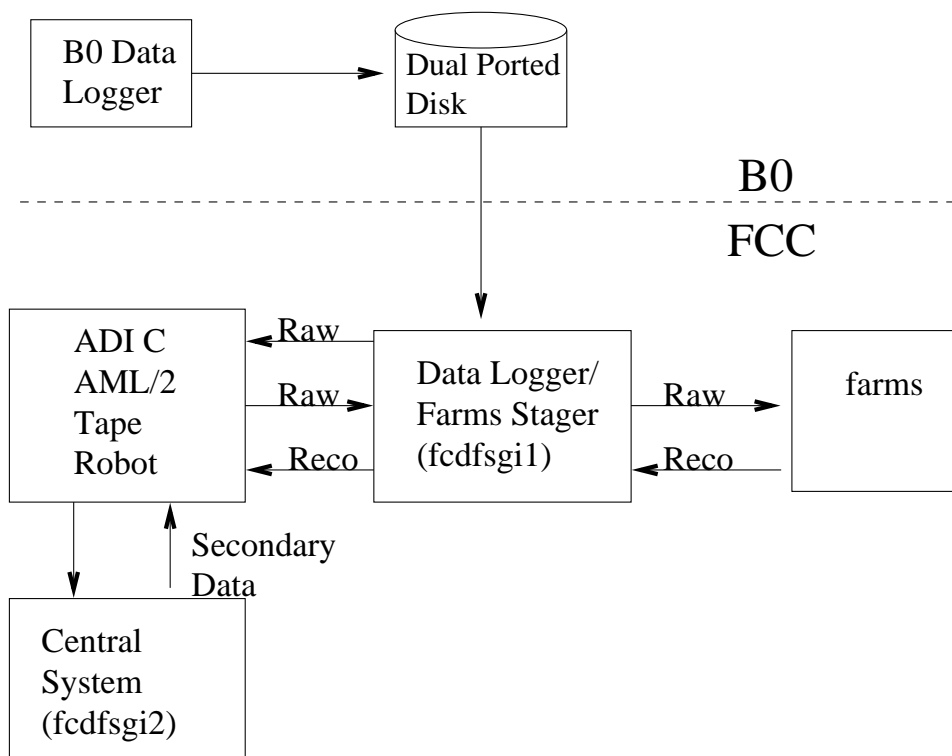 B0 Data
Logger
Dual Ported
Disk
B0
FCC
ADI C
AML/2
Tape
Robot
Raw
Raw
Reco
Data Logger/
Farms Stager
(fcdfsgi1)
Raw
Reco
farms
Secondary
Data
Central
System
(fcdfsgi2)